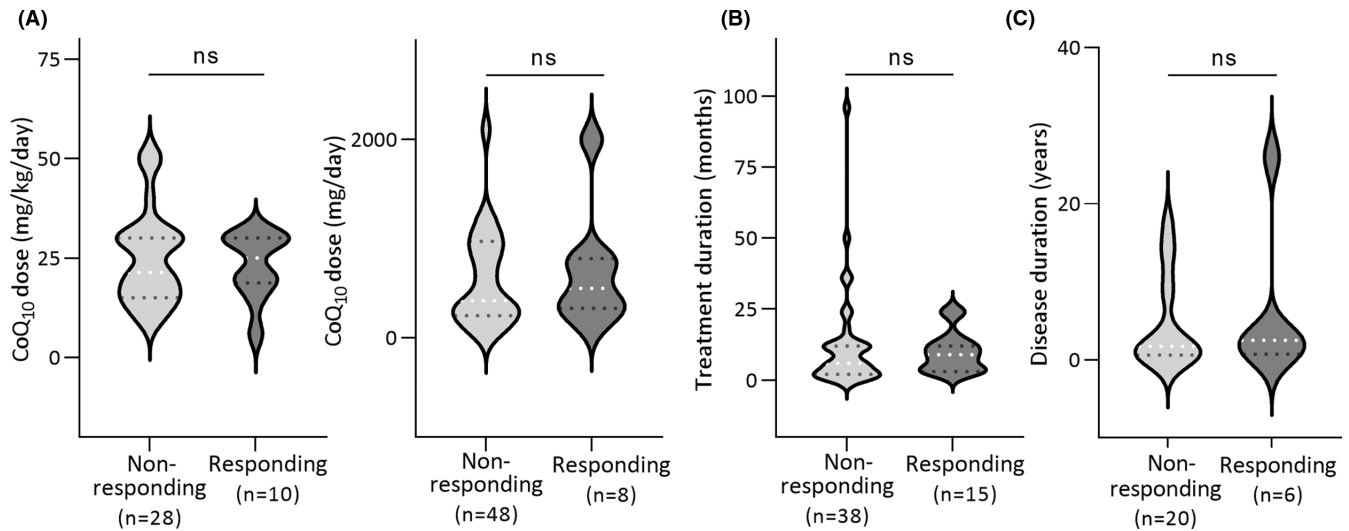 (A)
CoQ10 dose (mg/kg/day)
75
50
25
0
ns
Non-
responding
(n=28)
Responding
(n=10)
CoQ10 dose (mg/day)
2000
0
ns
Non-
responding
(n=48)
Responding
(n=8)
(B)
Treatment duration (months)
100
75
50
25
0
ns
Non-
responding
(n=38)
Responding
(n=15)
(C)
Disease duration (years)
40
20
0
ns
Non-
responding
(n=20)
Responding
(n=6)